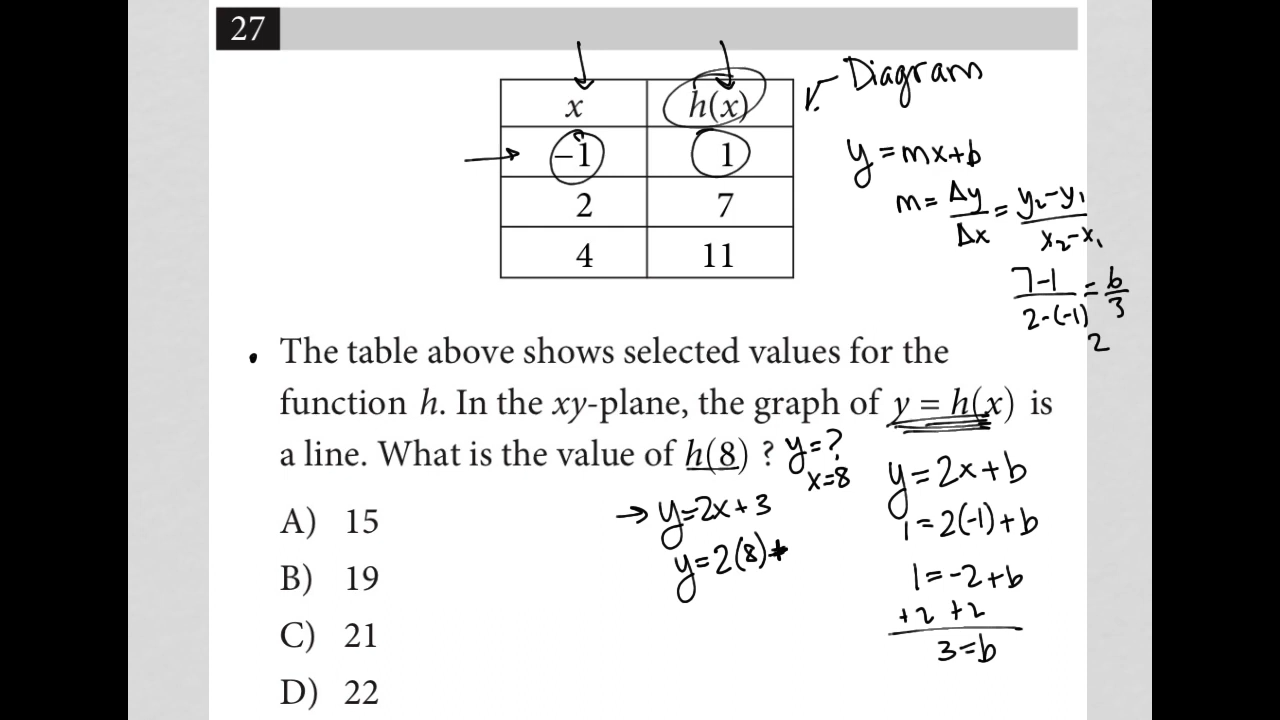 27
Diagrams
x h(x)
−1 1
2 7
4 11
y = mx+b
m = Δy/Δx = y₂-y₁/x₂-x₁
7-1/2-(-1) = 6/3
2
The table above shows selected values for the
function h. In the xy-plane, the graph of y = h(x) is
a line. What is the value of h(8) ?
y=?
x=8
A) 15
B) 19
C) 21
D) 22
→ y=2x+3
y=2(8)+
y=2x+b
1=2(-1)+b
1=-2+b
+2 +2
3=b